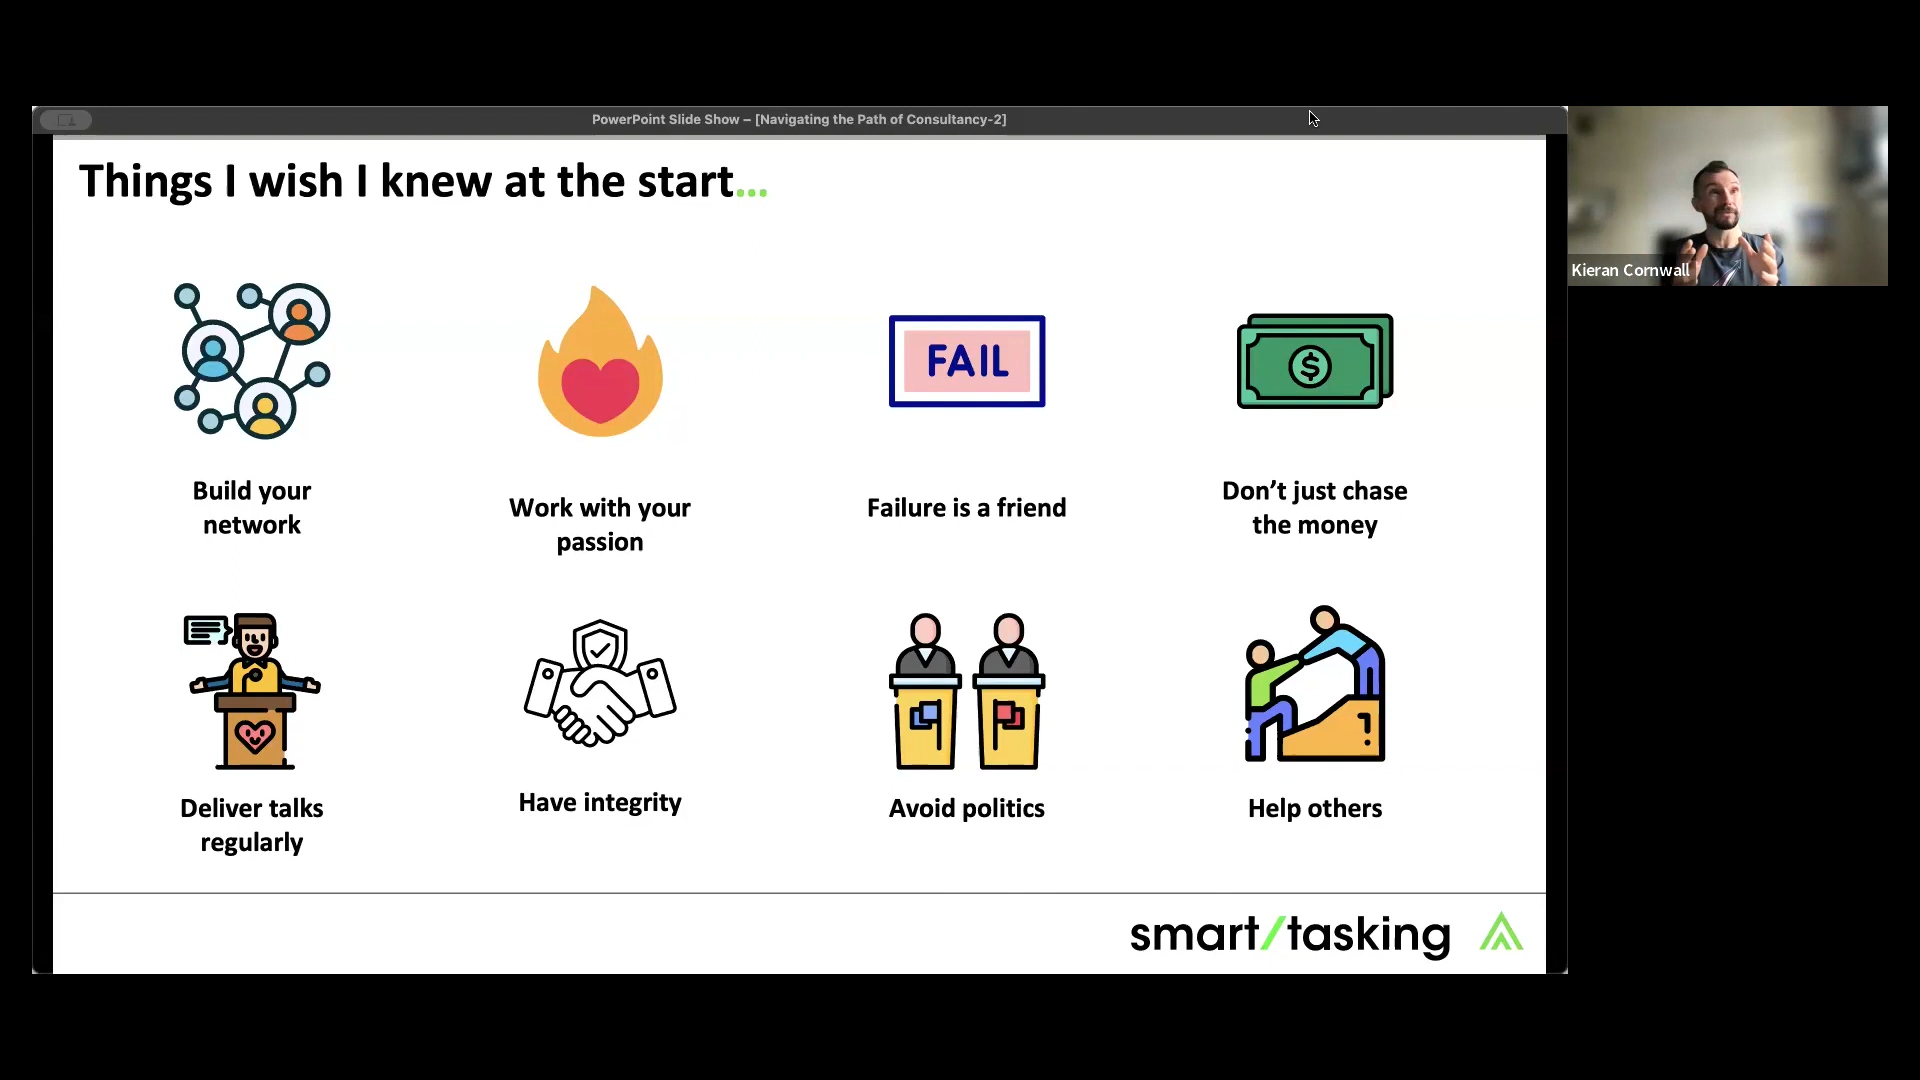 PowerPoint Slide Show – [Navigating the Path of Consultancy-2]
Things I wish I knew at the start...
Kieran Cornwall
FAIL
Build your
network
Work with your
passion
Failure is a friend
Don’t just chase
the money
Deliver talks
regularly
Have integrity
Avoid politics
Help others
smart/tasking